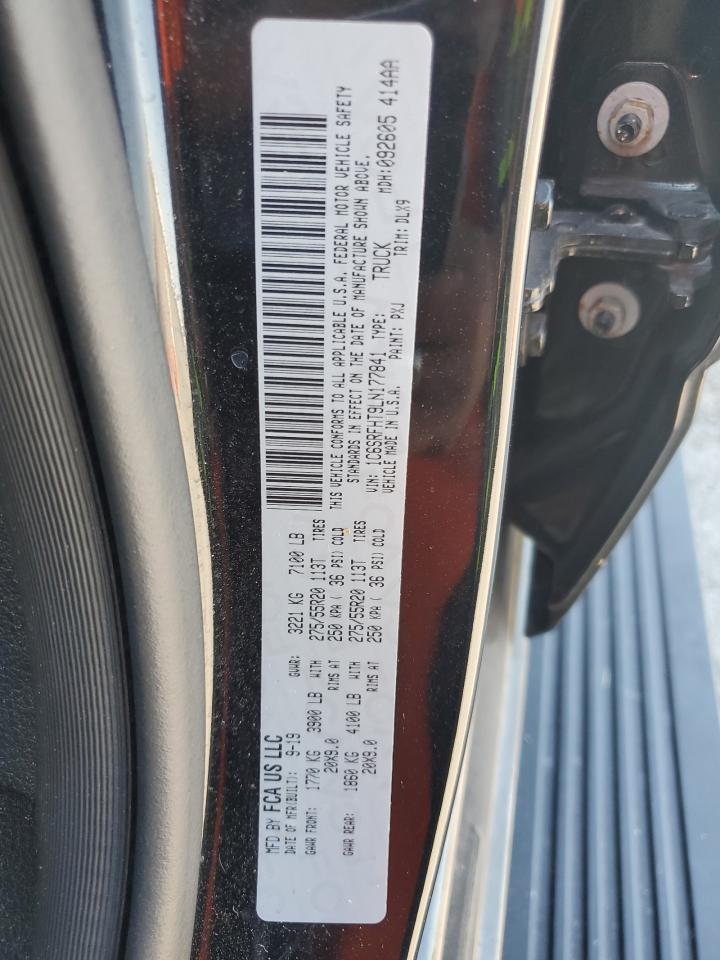 MFD BY FCA US LLC
DATE OF MFR(BUILT): 9-19 GVWR: 3221 KG 7100 LB
GAWR FRONT: 1770 KG 3900 LB WITH 275/55R20 113T TIRES
20X9.0 RIMS AT 250 KPA ( 36 PSI) COLD
GAWR REAR: 1860 KG 4100 LB WITH 275/55R20 113T TIRES
20X9.0 RIMS AT 250 KPA ( 36 PSI) COLD
THIS VEHICLE CONFORMS TO ALL APPLICABLE U.S.A. FEDERAL MOTOR VEHICLE SAFETY
STANDARDS IN EFFECT ON THE DATE OF MANUFACTURE SHOWN ABOVE.
VIN: 1C6SRFHT9LN177841 TYPE: TRUCK MDH:092605 414AA
VEHICLE MADE IN U.S.A. PAINT: PXJ TRIM: DLX9